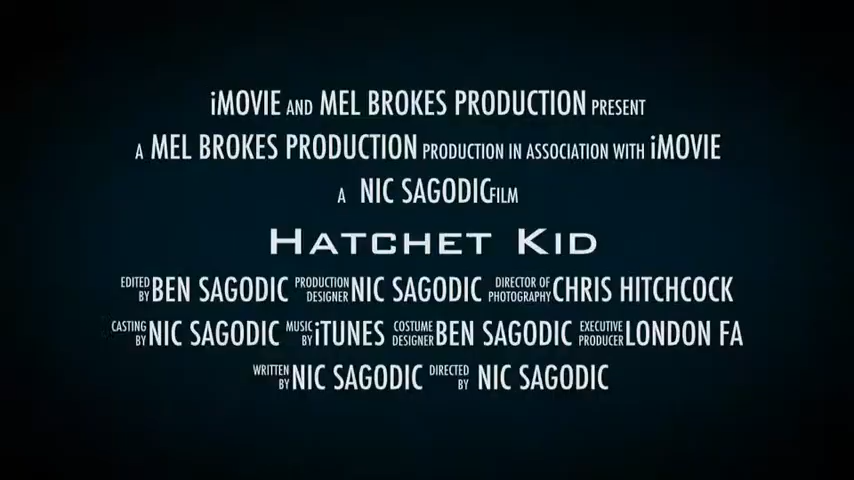 iMOVIE AND MEL BROKES PRODUCTION PRESENT
A MEL BROKES PRODUCTION PRODUCTION IN ASSOCIATION WITH iMOVIE
A NIC SAGODIC FILM
HATCHET KID
EDITED BY BEN SAGODIC PRODUCTION DESIGNER NIC SAGODIC DIRECTOR OF PHOTOGRAPHY CHRIS HITCHCOCK
CASTING BY NIC SAGODIC MUSIC BY iTUNES COSTUME DESIGNER BEN SAGODIC EXECUTIVE PRODUCER LONDON FA
WRITTEN BY NIC SAGODIC DIRECTED BY NIC SAGODIC